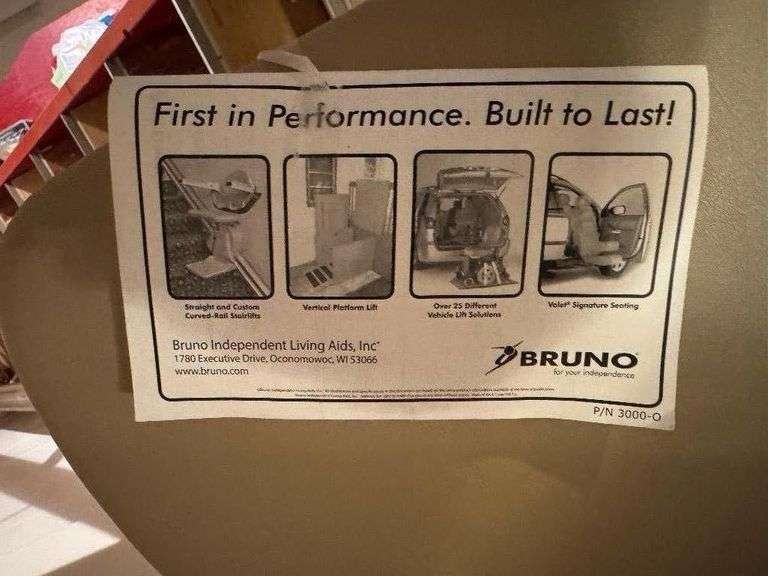 First in Performance. Built to Last!
Straight and Custom
Curved-Rail Stairlifts
Vertical Platform Lift
Over 25 Different
Vehicle Lift Solutions
Valet® Signature Seating
Bruno Independent Living Aids, Inc®
1780 Executive Drive, Oconomowoc, WI 53066
www.bruno.com
BRUNO
for your independence
P/N 3000-O